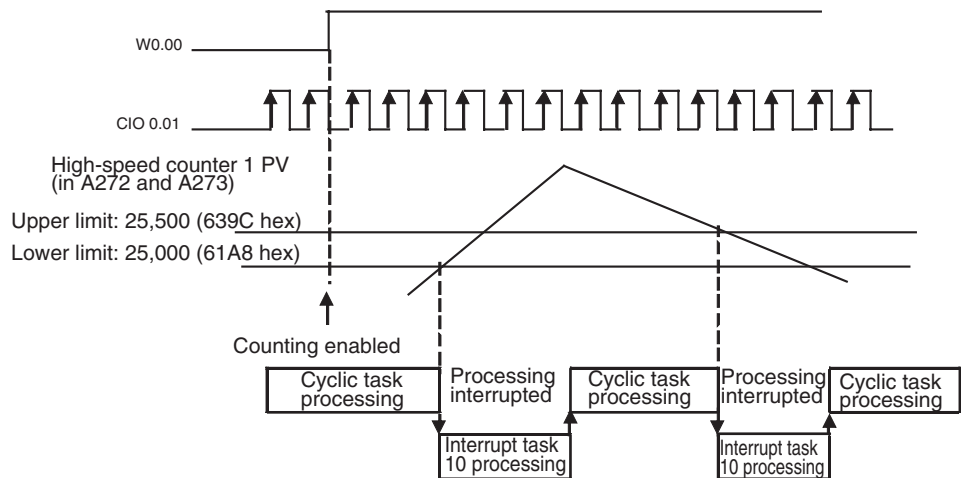 W0.00
CIO 0.01
High-speed counter 1 PV
(in A272 and A273)
Upper limit: 25,500 (639C hex)
Lower limit: 25,000 (61A8 hex)
Counting enabled
Cyclic task
processing
Processing
interrupted
Cyclic task
processing
Processing
interrupted
Cyclic task
processing
Interrupt task
10 processing
Interrupt task
10 processing